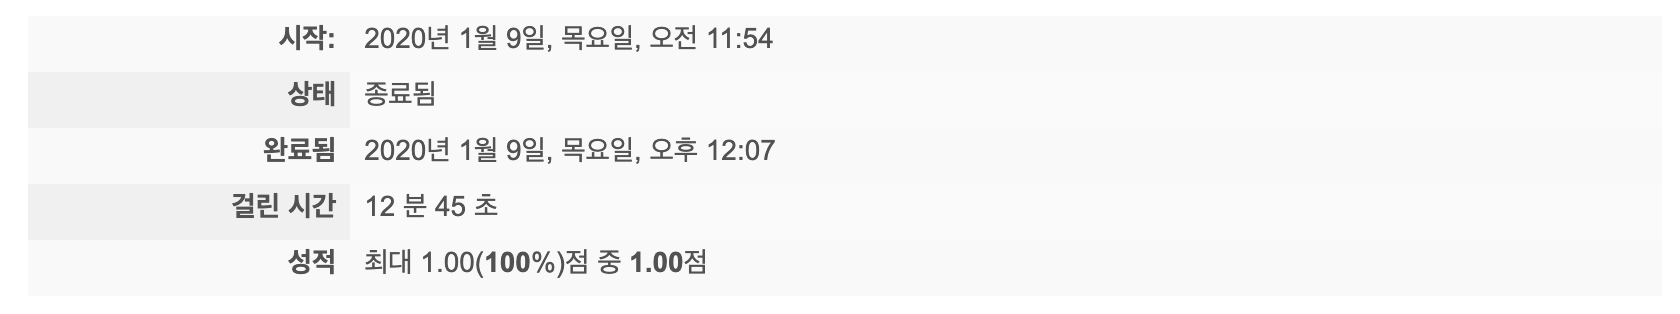 시작: 2020년 1월 9일, 목요일, 오전 11:54
상태 종료됨
완료됨 2020년 1월 9일, 목요일, 오후 12:07
걸린 시간 12 분 45 초
성적 최대 1.00(100%)점 중 1.00점